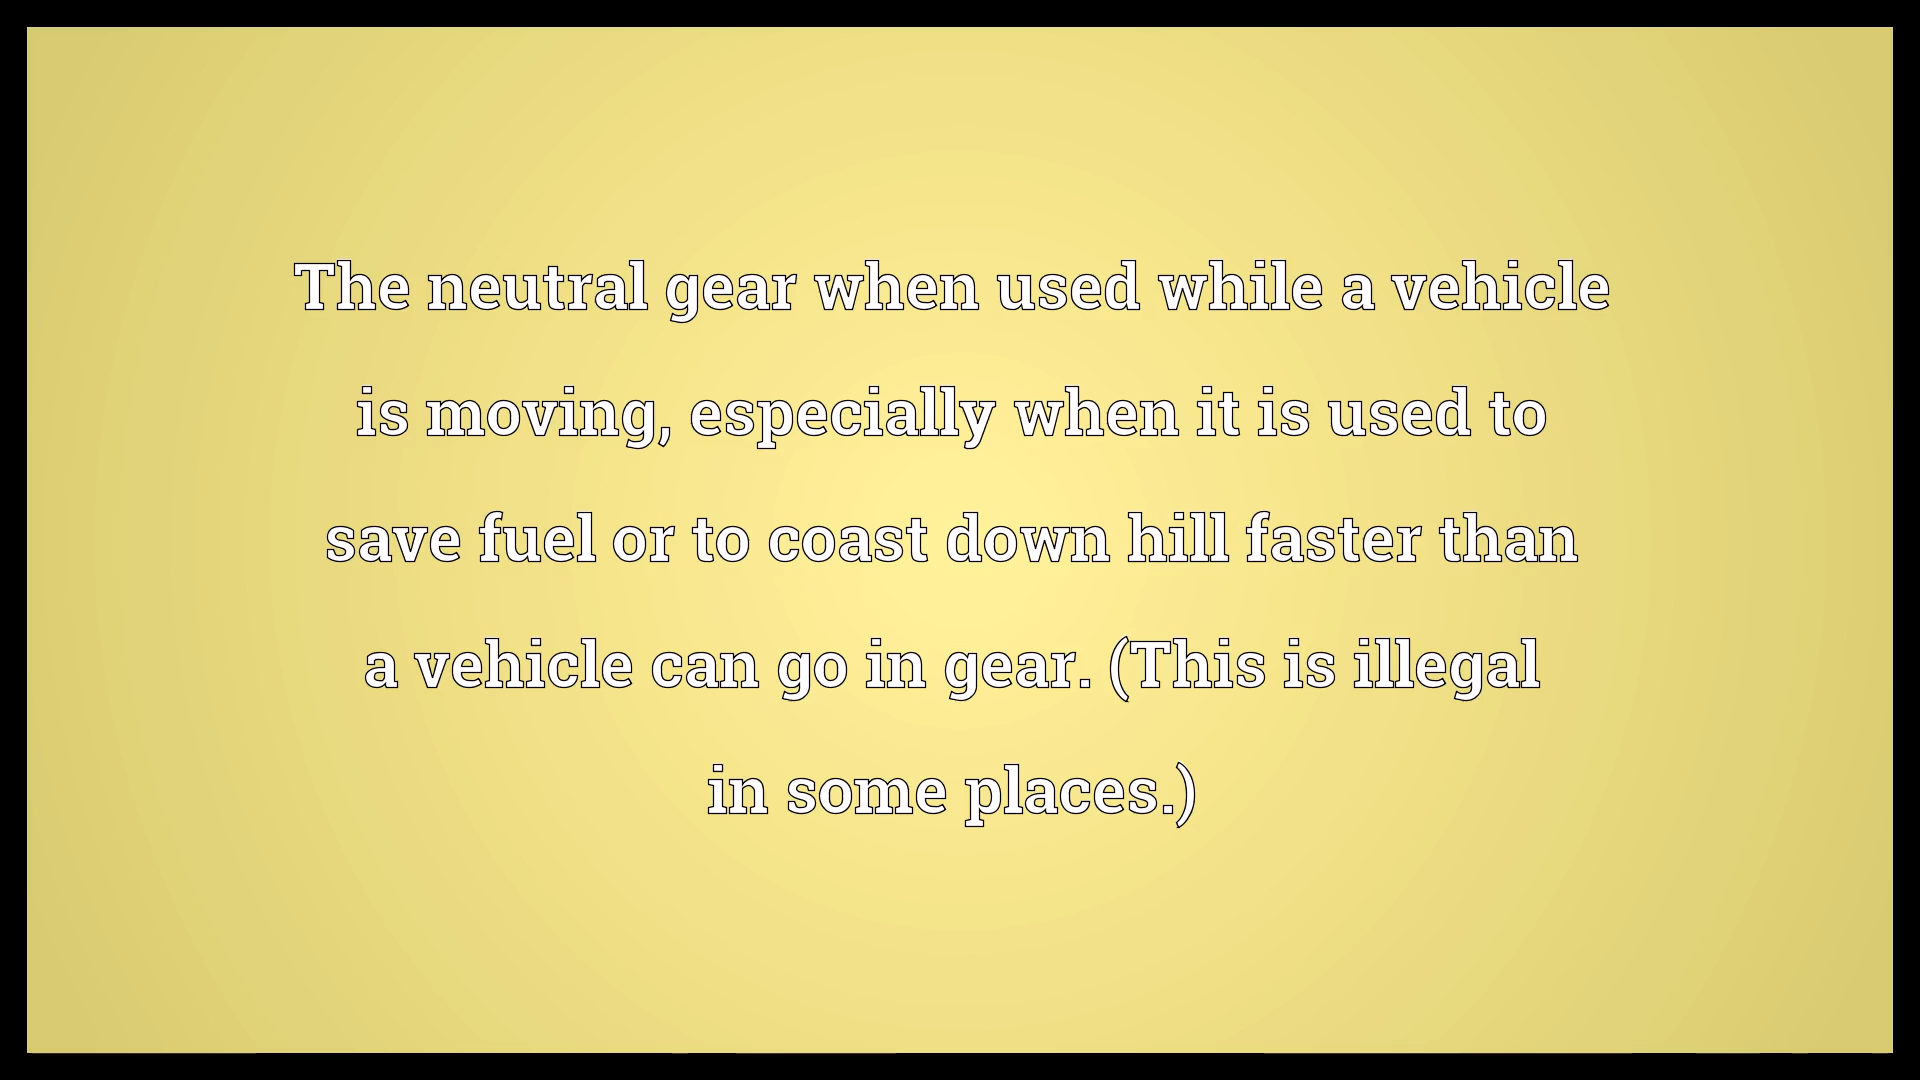 The neutral gear when used while a vehicle
is moving, especially when it is used to
save fuel or to coast down hill faster than
a vehicle can go in gear. (This is illegal
in some places.)